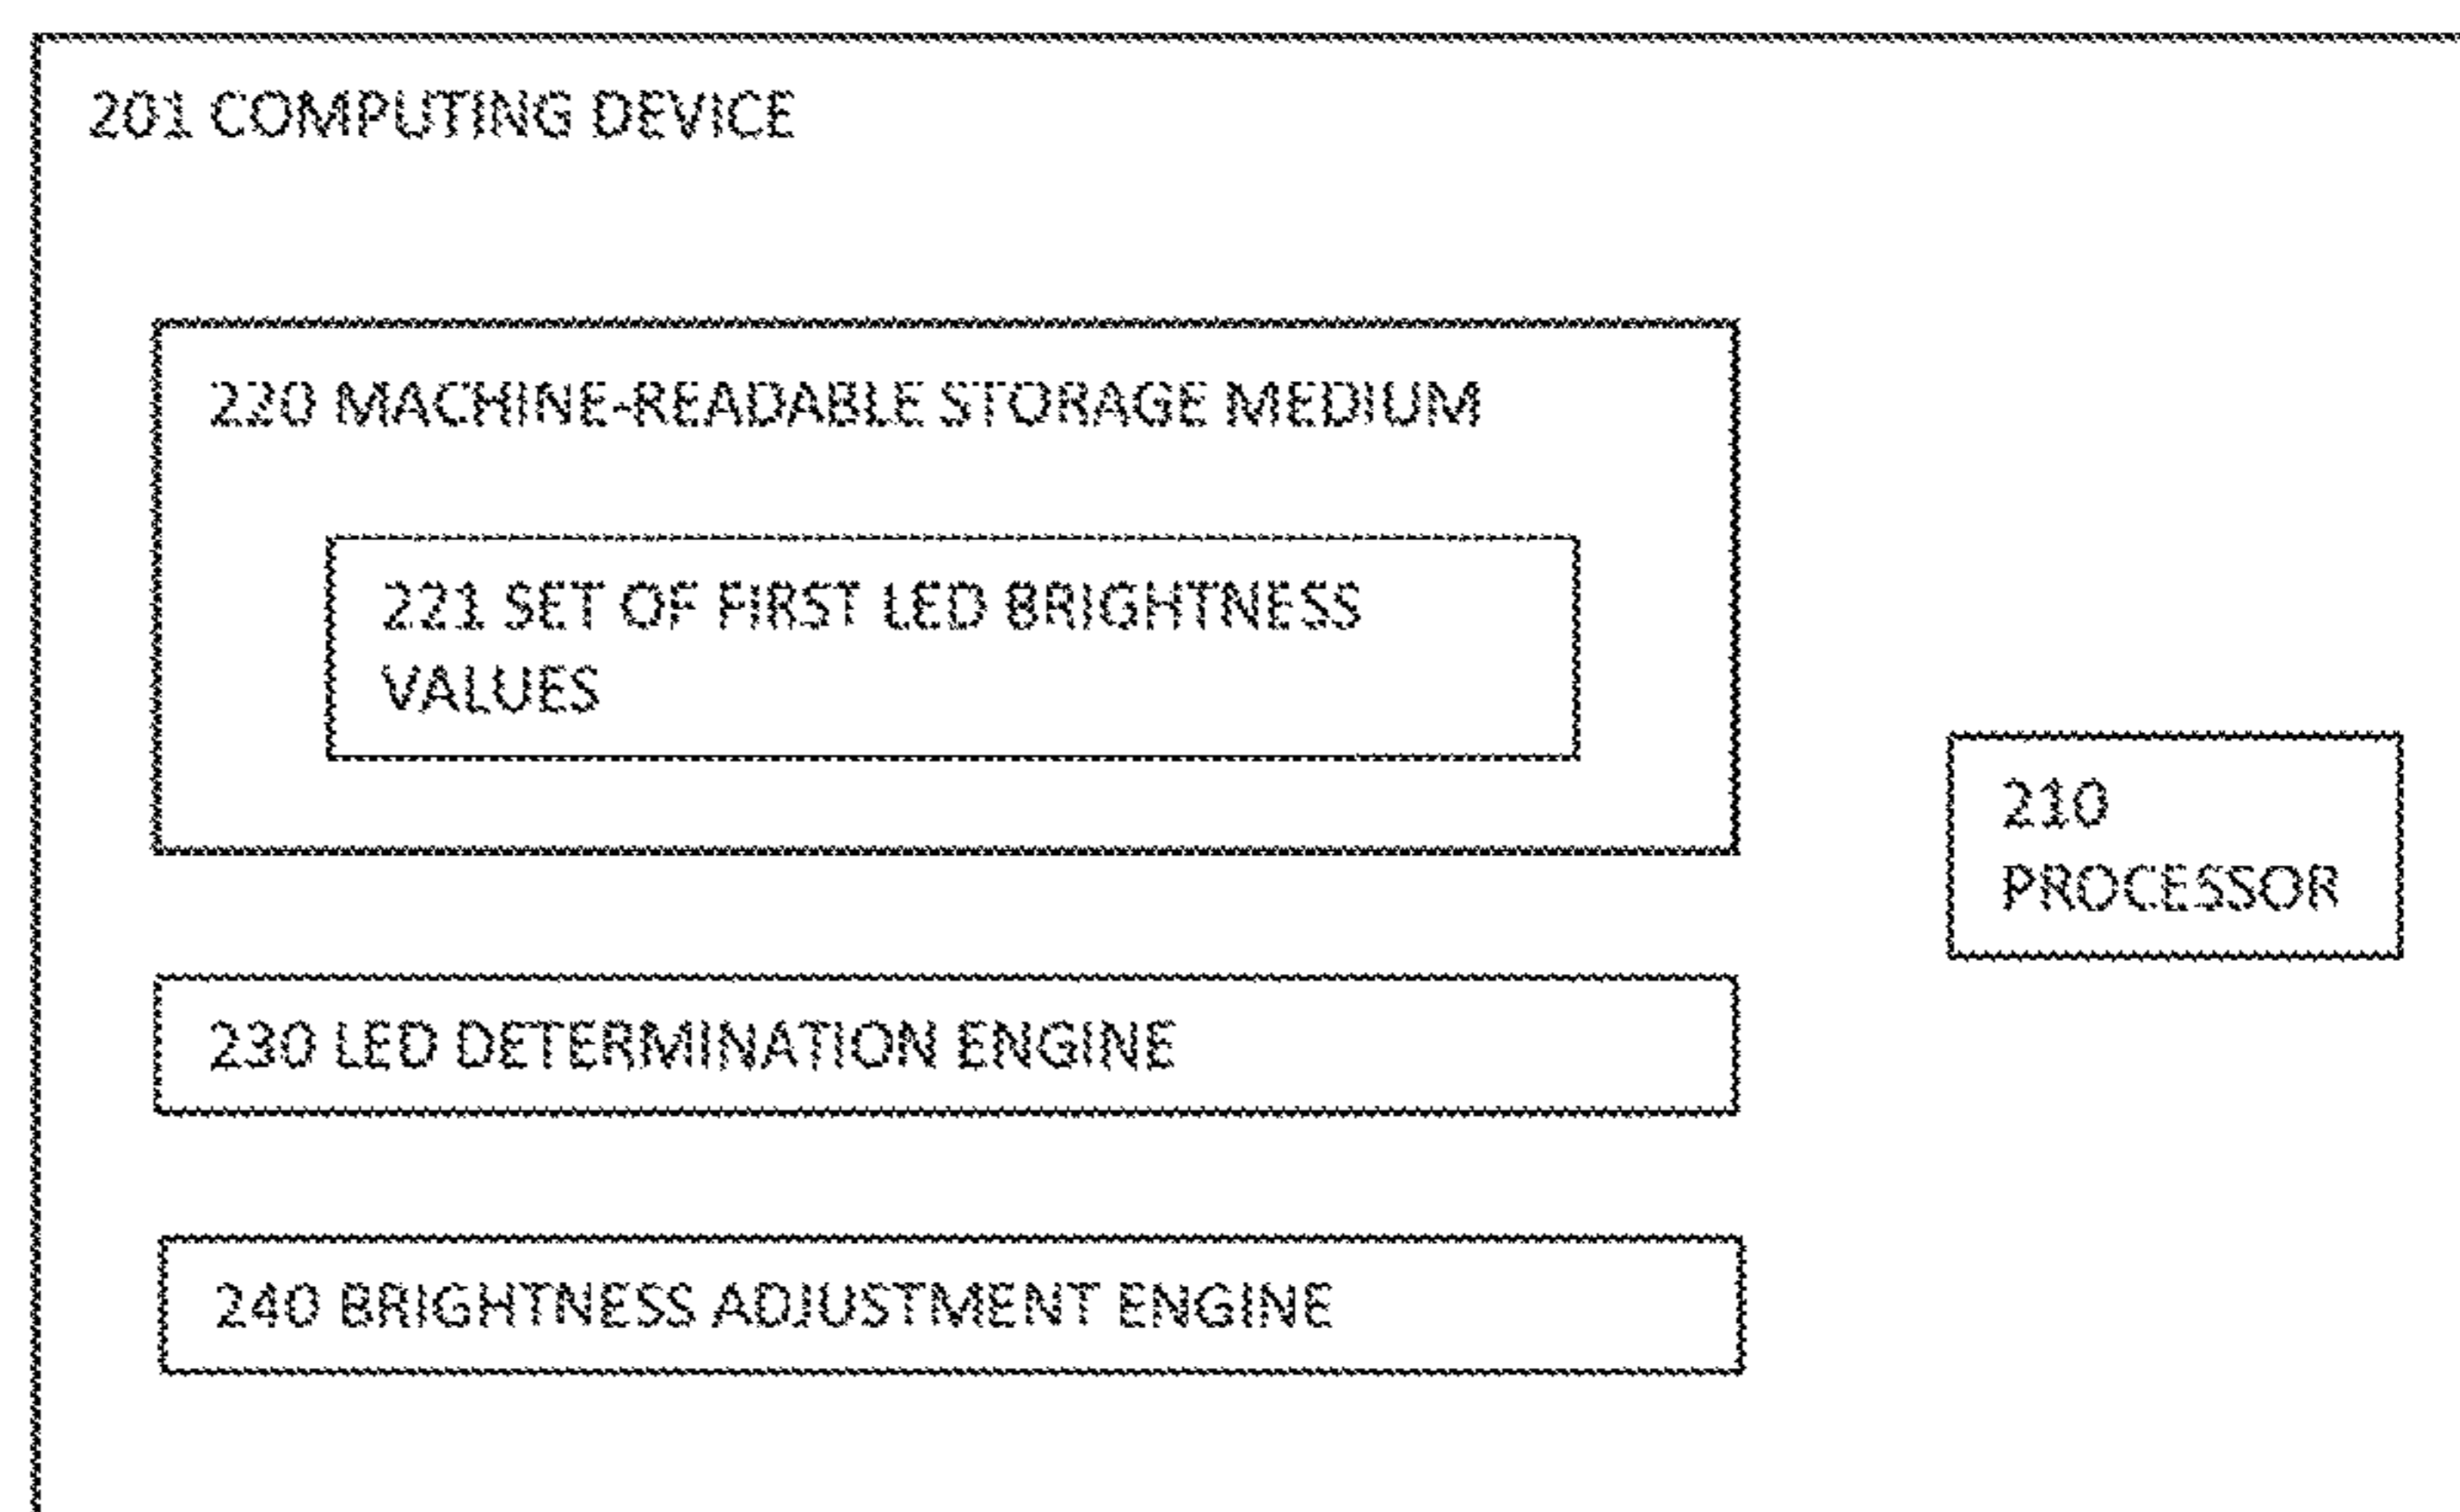 201 COMPUTING DEVICE
220 MACHINE-READABLE STORAGE MEDIUM
221 SET OF FIRST LED BRIGHTNESS
VALUES
210
PROCESSOR
230 LED DETERMINATION ENGINE
240 BRIGHTNESS ADJUSTMENT ENGINE